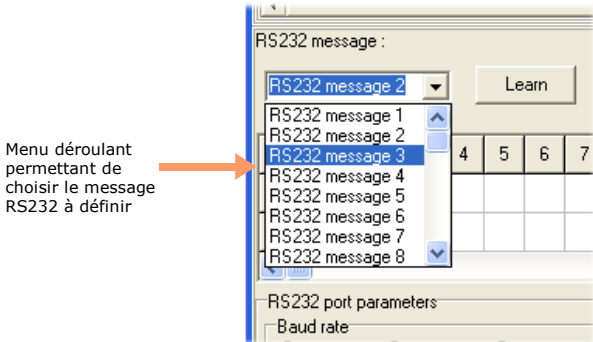 RS232 message :
RS232 message 2
Learn
RS232 message 1
RS232 message 2
RS232 message 3
RS232 message 4
RS232 message 5
RS232 message 6
RS232 message 7
RS232 message 8
4 5 6 7
Menu déroulant
permettant de
choisir le message
RS232 à définir
RS232 port parameters
Baud rate